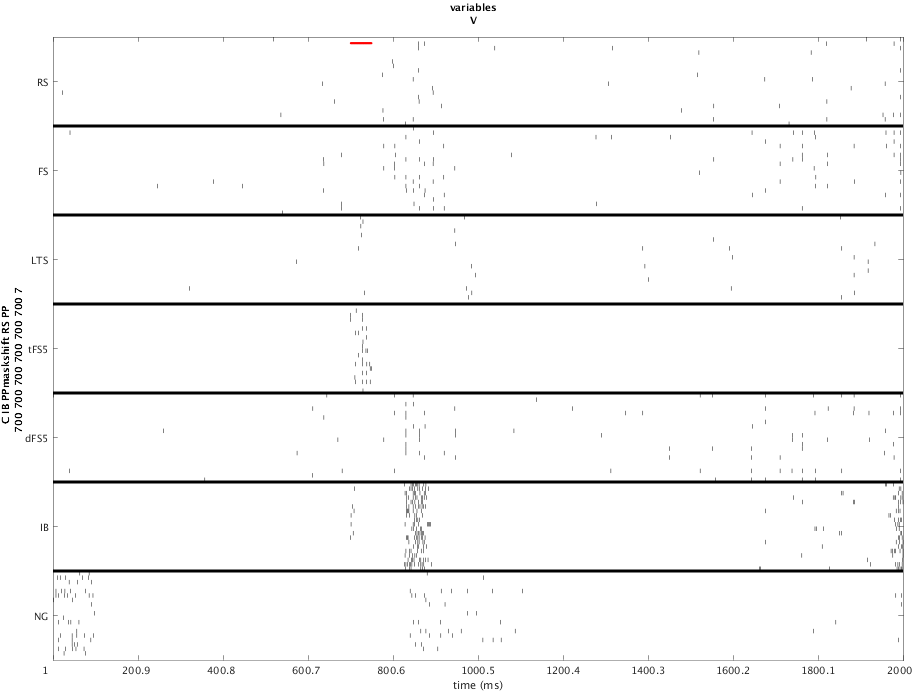 variables
V
C IB PPmaskshift RS PP
700 700 700 700 700 700 7
RS
FS
LTS
tFS5
dFS5
IB
NG
1 200.9 400.8 600.7 800.6 1000.5 1200.4 1400.3 1600.2 1800.1 2000
time (ms)